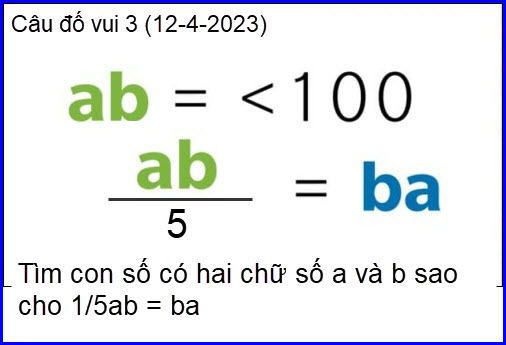 Câu đố vui 3 (12-4-2023)
ab = < 100
ab
5
= ba
Tìm con số có hai chữ số a và b sao
cho 1/5ab = ba